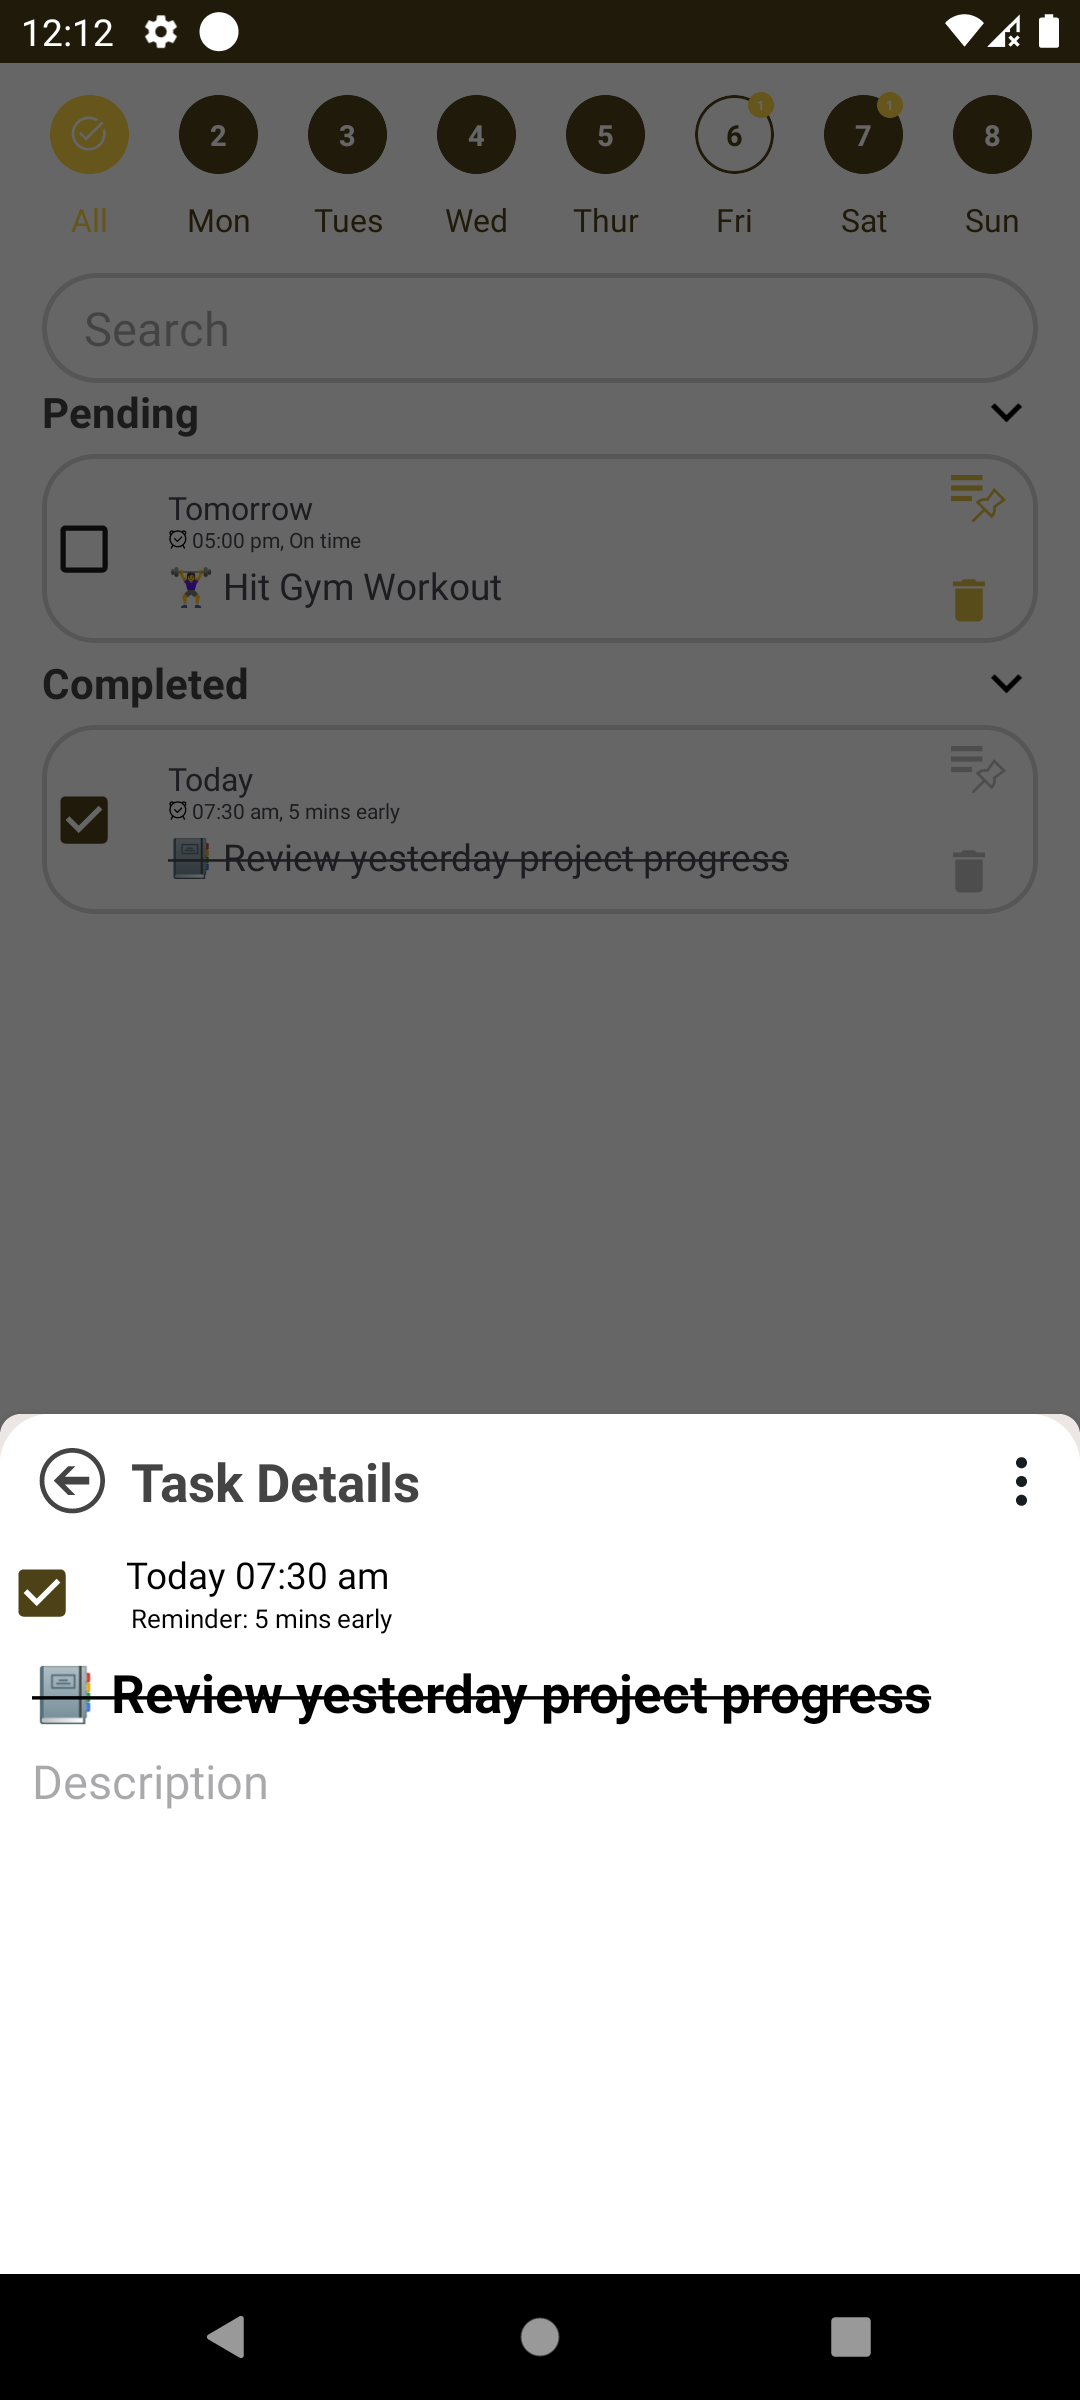 12:12
2 3 4 5 6 1 7 1 8
All Mon Tues Wed Thur Fri Sat Sun
Search
Pending
Tomorrow
05:00 pm, On time
🏋️‍♀️ Hit Gym Workout
Completed
Today
07:30 am, 5 mins early
📑 Review yesterday project progress
Task Details
Today 07:30 am
Reminder: 5 mins early
📑 Review yesterday project progress
Description